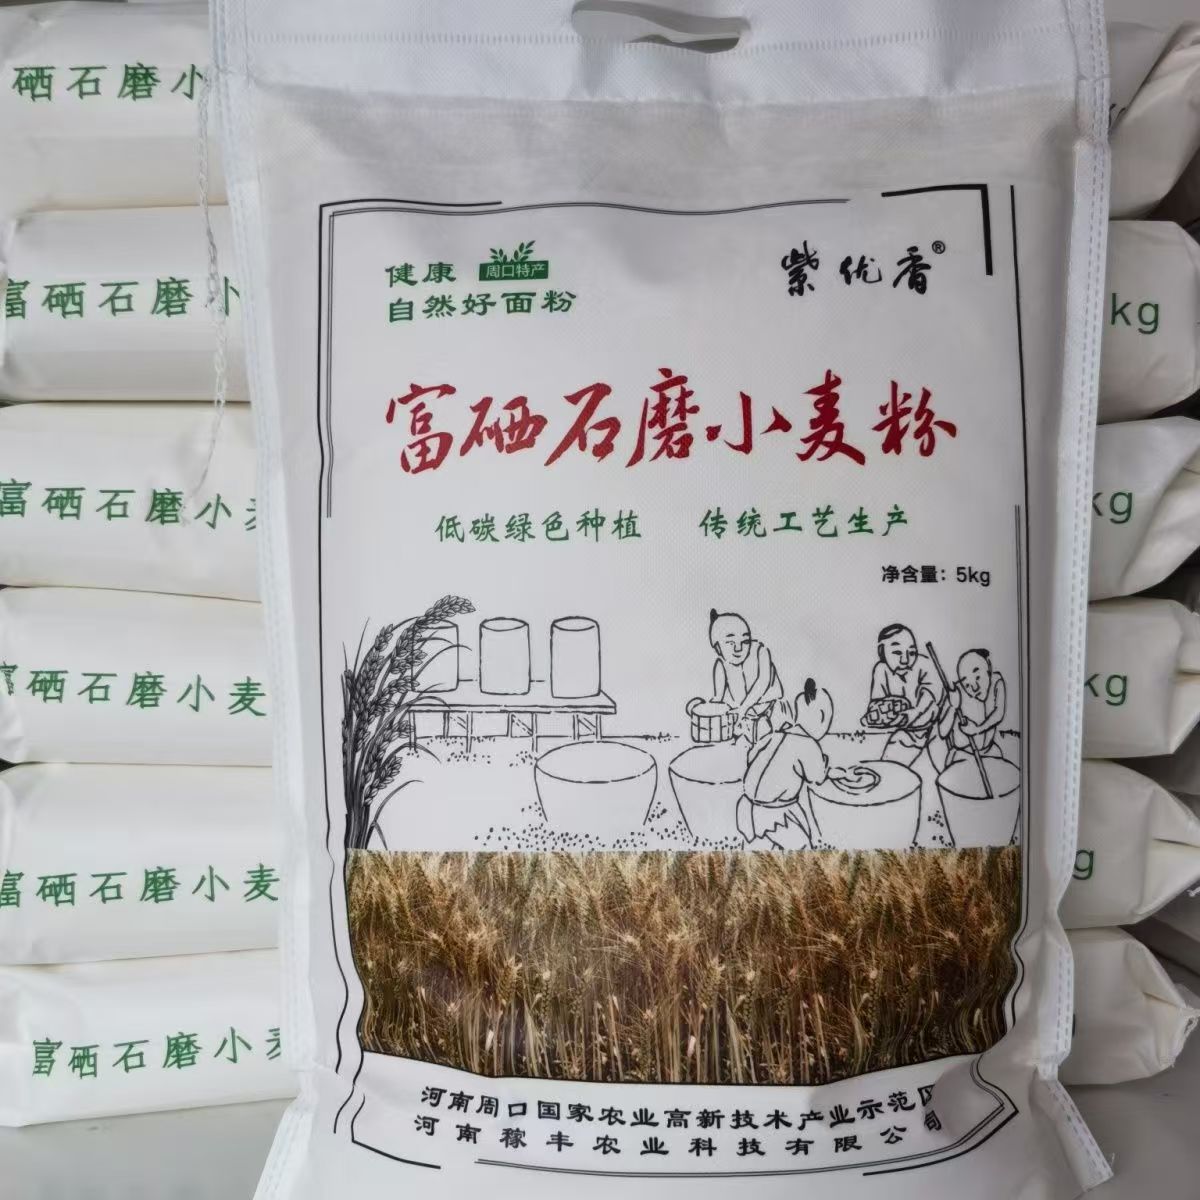 健康 周口特产
自然好面粉
紫优香®
富硒石磨小麦粉
低碳绿色种植 传统工艺生产
净含量：5kg
河南周口国家农业高新技术产业示范区
河南稼丰农业科技有限公司
硒石磨小
富硒石磨小
富硒石磨小麦
富硒石磨小麦
富硒石磨小麦
富硒石磨小麦
kg
kg
kg
g